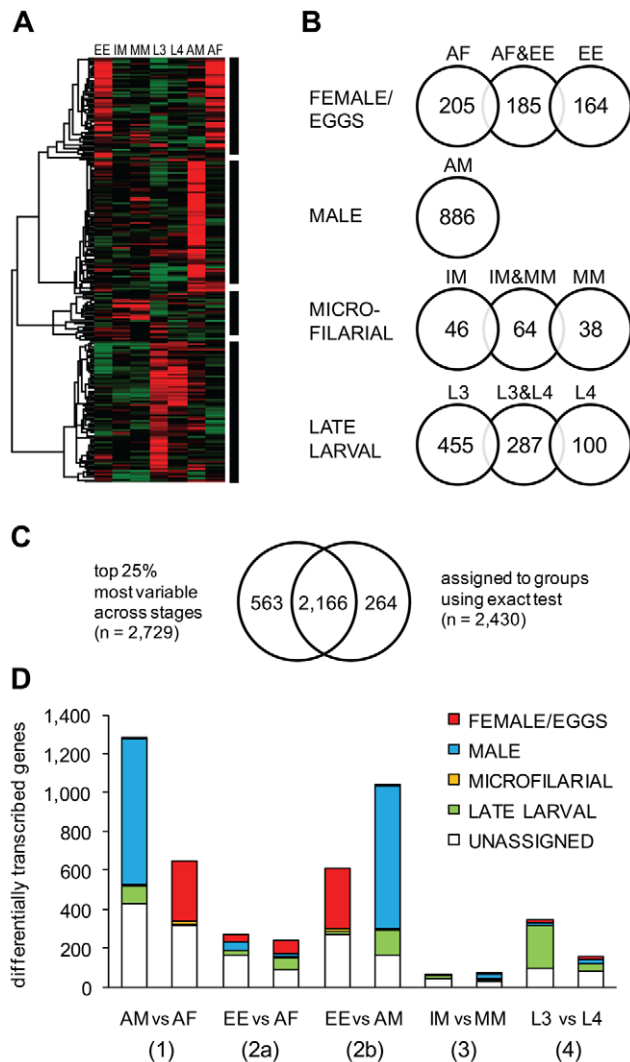 A
EE IM MM L3 L4 AM AF
B
AF AF&EE EE
FEMALE/
EGGS
205 185 164
AM
MALE
886
IM IM&MM MM
MICRO-
FILARIAL
46 64 38
L3 L3&L4 L4
LATE
LARVAL
455 287 100
C
top 25%
most variable
across stages
(n = 2,729)
563 2,166 264
assigned to groups
using exact test
(n = 2,430)
D
differentially transcribed genes
1,400
1,200
1,000
800
600
400
200
0
FEMALE/EGGS
MALE
MICROFILARIAL
LATE LARVAL
UNASSIGNED
AM vs AF EE vs AF EE vs AM IM vs MM L3 vs L4
(1) (2a) (2b) (3) (4)